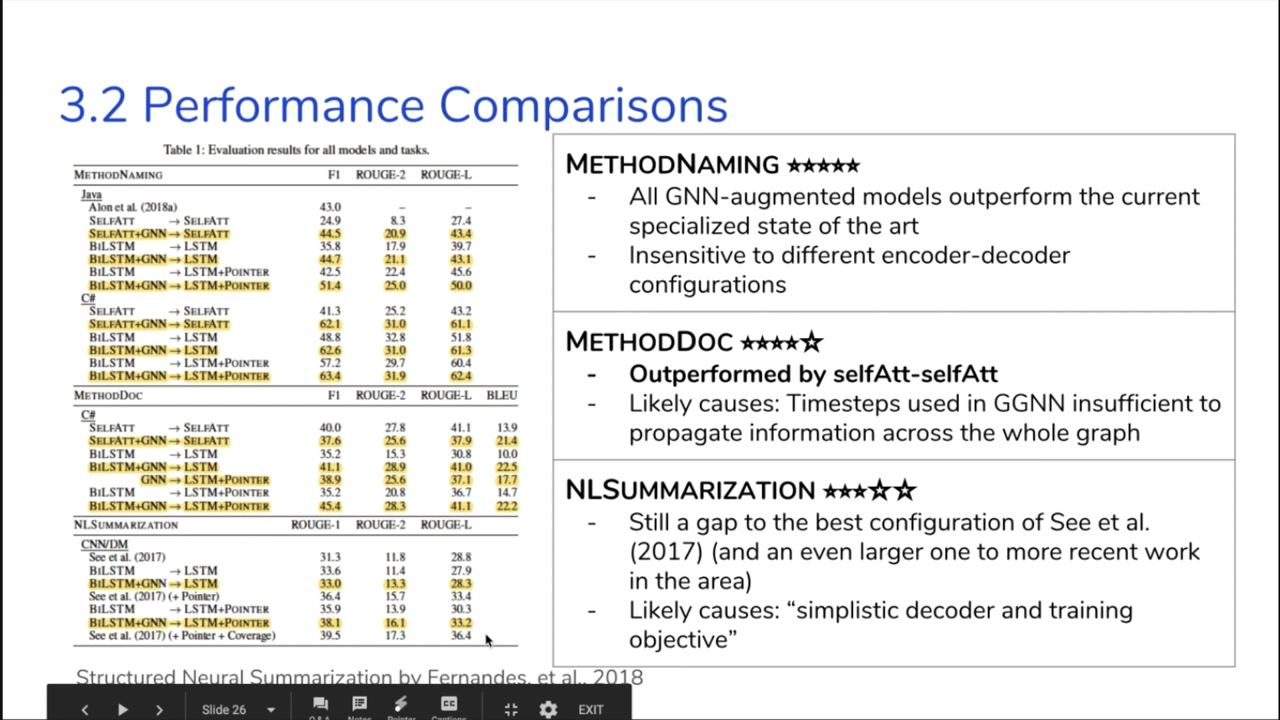 3.2 Performance Comparisons
Table 1: Evaluation results for all models and tasks.
METHODNAMING F1 ROUGE-2 ROUGE-L
Java
Alon et al. (2018a) 43.0 – –
SELFATT → SELFATT 24.9 8.3 27.4
SELFATT+GNN → SELFATT 44.5 20.9 43.4
BILSTM → LSTM 35.8 17.9 39.7
BILSTM+GNN → LSTM 44.7 21.1 43.1
BILSTM → LSTM+POINTER 42.5 22.4 45.6
BILSTM+GNN → LSTM+POINTER 51.4 25.0 50.0
C#
SELFATT → SELFATT 41.3 25.2 43.2
SELFATT+GNN → SELFATT 62.1 31.0 61.1
BILSTM → LSTM 48.8 32.8 51.8
BILSTM+GNN → LSTM 62.6 31.0 61.3
BILSTM → LSTM+POINTER 57.2 29.7 60.4
BILSTM+GNN → LSTM+POINTER 63.4 31.9 62.4
METHODDOC F1 ROUGE-2 ROUGE-L BLEU
C#
SELFATT → SELFATT 40.0 27.8 41.1 13.9
SELFATT+GNN → SELFATT 37.6 25.6 37.9 21.4
BILSTM → LSTM 35.2 15.3 30.8 10.0
BILSTM+GNN → LSTM 41.1 28.9 41.0 22.5
GNN → LSTM+POINTER 38.9 25.6 37.1 17.7
BILSTM → LSTM+POINTER 35.2 20.8 36.7 14.7
BILSTM+GNN → LSTM+POINTER 45.4 28.3 41.1 22.2
NLSUMMARIZATION ROUGE-1 ROUGE-2 ROUGE-L
CNN/DM
See et al. (2017) 31.3 11.8 28.8
BILSTM → LSTM 33.6 11.4 27.9
BILSTM+GNN → LSTM 33.0 13.3 28.3
See et al. (2017) (+ Pointer) 36.4 15.7 33.4
BILSTM → LSTM+POINTER 35.9 13.9 30.3
BILSTM+GNN → LSTM+POINTER 38.1 16.1 33.2
See et al. (2017) (+ Pointer + Coverage) 39.5 17.3 36.4
METHODNAMING ★★★★★
- All GNN-augmented models outperform the current
specialized state of the art
- Insensitive to different encoder-decoder
configurations
METHODDOC ★★★★☆
- Outperformed by selfAtt-selfAtt
- Likely causes: Timesteps used in GGNN insufficient to
propagate information across the whole graph
NLSUMMARIZATION ★★★☆☆
- Still a gap to the best configuration of See et al.
(2017) (and an even larger one to more recent work
in the area)
- Likely causes: “simplistic decoder and training
objective”
Structured Neural Summarization by Fernandes, et al., 2018
Slide 26
Q&A Notes Pointer Captions
EXIT